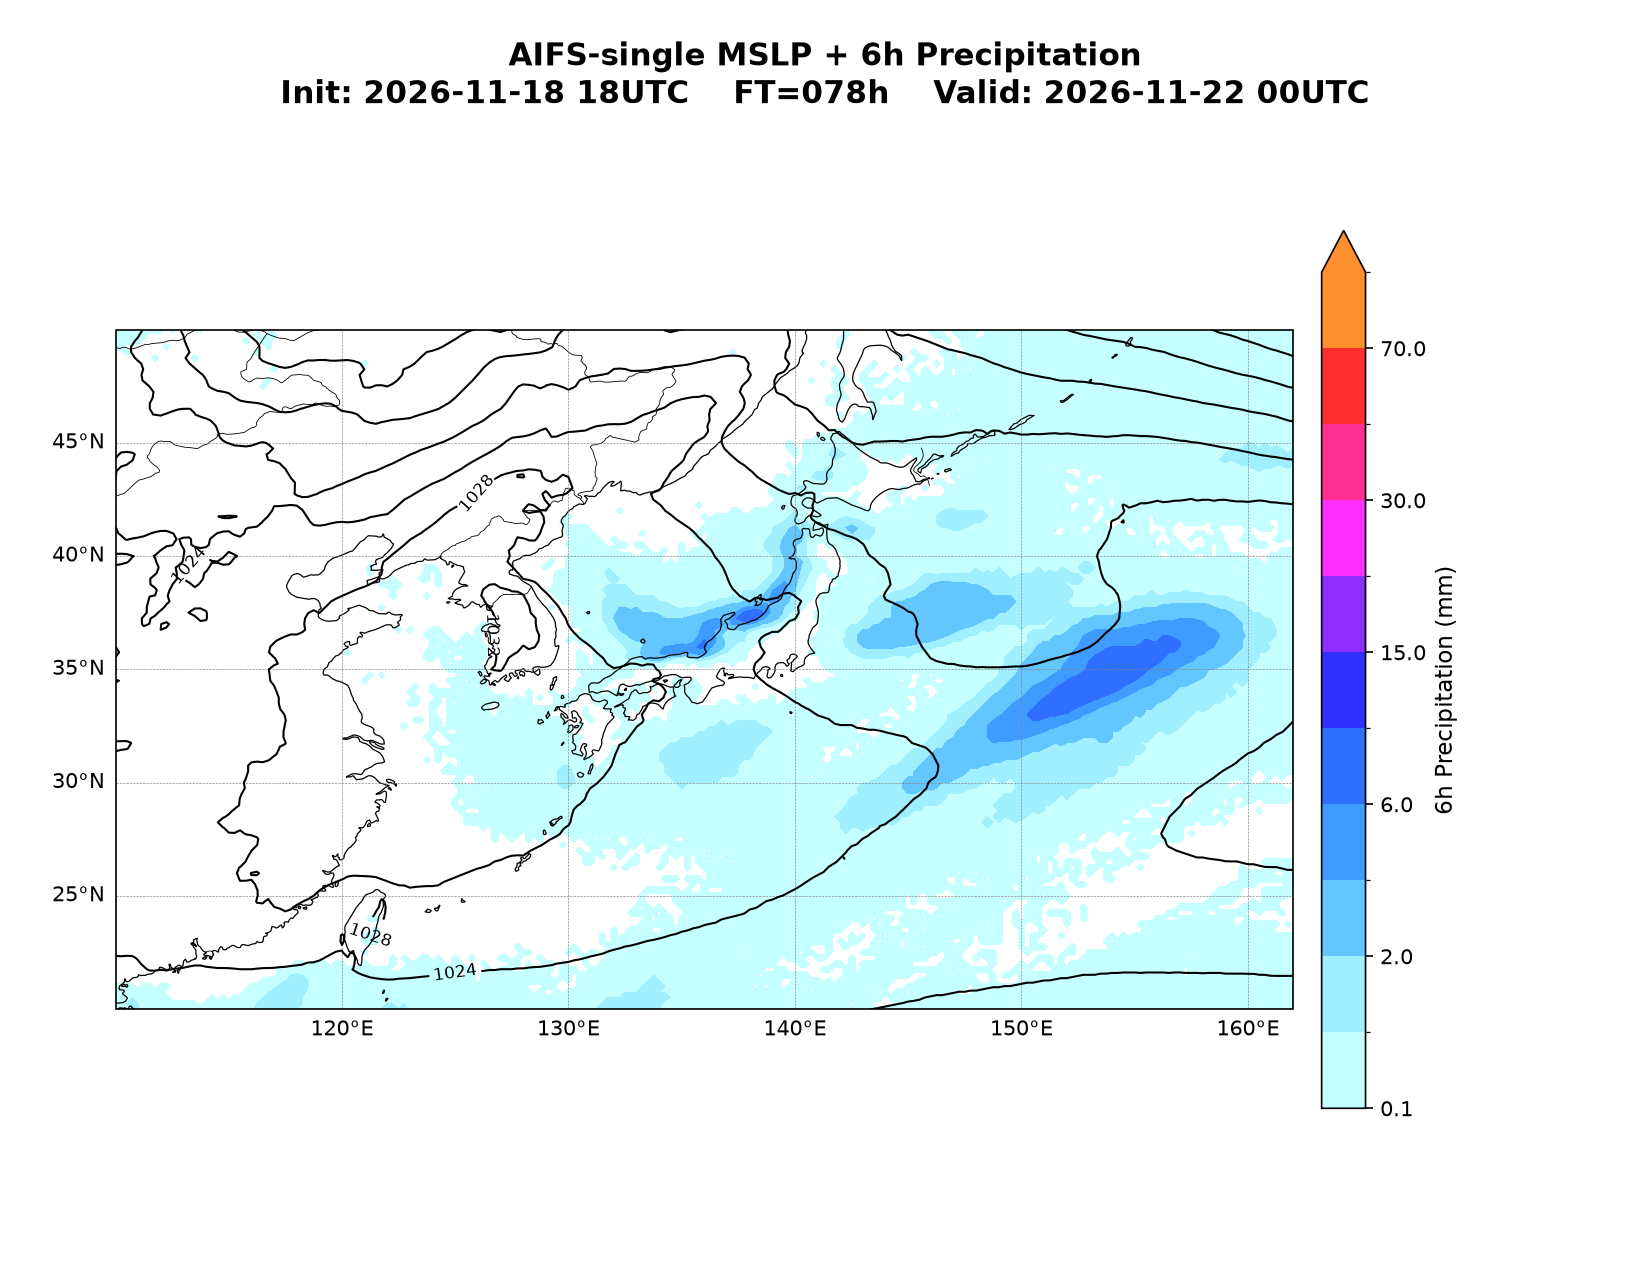 AIFS-single MSLP + 6h Precipitation
Init: 2026-11-18 18UTC    FT=078h    Valid: 2026-11-22 00UTC
70.0
45°N
30.0
1028
40°N
1024
6h Precipitation (mm)
1032
35°N
15.0
30°N
6.0
25°N
1028
2.0
1024
120°E
130°E
140°E
150°E
160°E
0.1